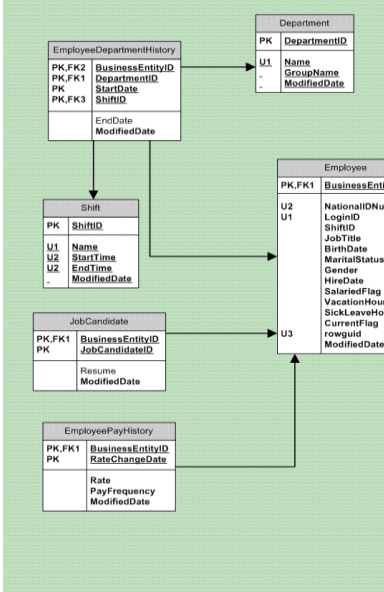 Department
PK DepartmentID
U1 Name
GroupName
ModifiedDate
EmployeeDepartmentHistory
PK,FK2 BusinessEntityID
PK,FK1 DepartmentID
PK StartDate
PK,FK3 ShiftID
EndDate
ModifiedDate
Employee
PK,FK1 BusinessEnti
U2 NationalIDNu
U1 LoginID
ShiftID
JobTitle
BirthDate
MaritalStatus
Gender
HireDate
SalariedFlag
VacationHour
SickLeaveHo
CurrentFlag
U3 rowguid
ModifiedDate
Shift
PK ShiftID
U1 Name
U2 StartTime
U2 EndTime
ModifiedDate
JobCandidate
PK,FK1 BusinessEntityID
PK JobCandidateID
Resume
ModifiedDate
EmployeePayHistory
PK,FK1 BusinessEntityID
PK RateChangeDate
Rate
PayFrequency
ModifiedDate